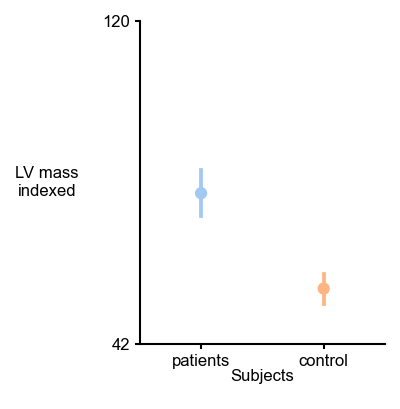 120
LV mass
indexed
42
patients
control
Subjects